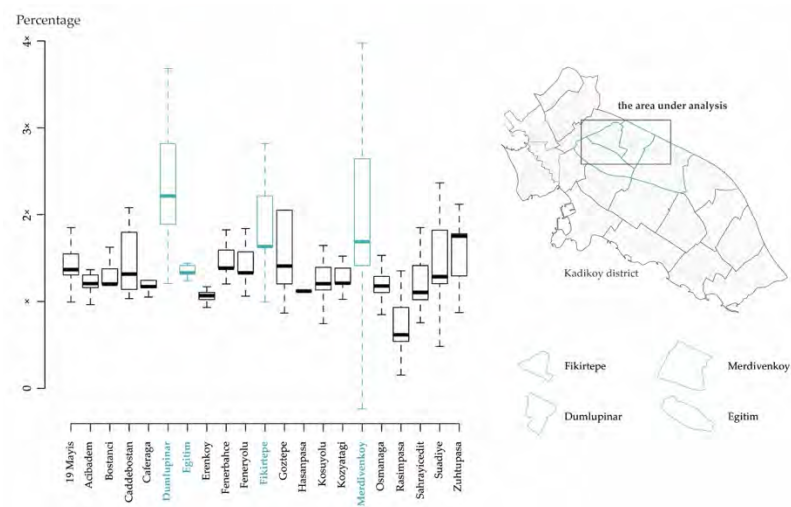 Percentage
4×
3×
2×
×
0
19 Mayis
Acibadem
Bostanci
Caddebostan
Caferaga
Dumlupinar
Egitim
Erenkoy
Fenerbahce
Feneryolu
Fikirtepe
Goztepe
Hasanpasa
Kosuyolu
Kozyatagi
Merdivenkoy
Osmanaga
Rasimpasa
Sahrayicedit
Suadiye
Zuhtupasa
the area under analysis
Kadikoy district
Fikirtepe
Merdivenkoy
Dumlupinar
Egitim